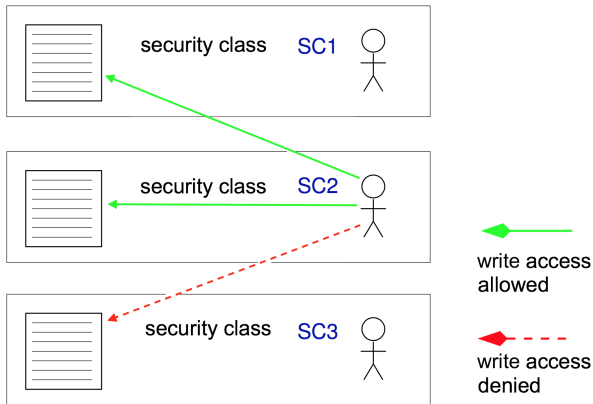 security class SC1
security class SC2
write access
allowed
security class SC3
write access
denied